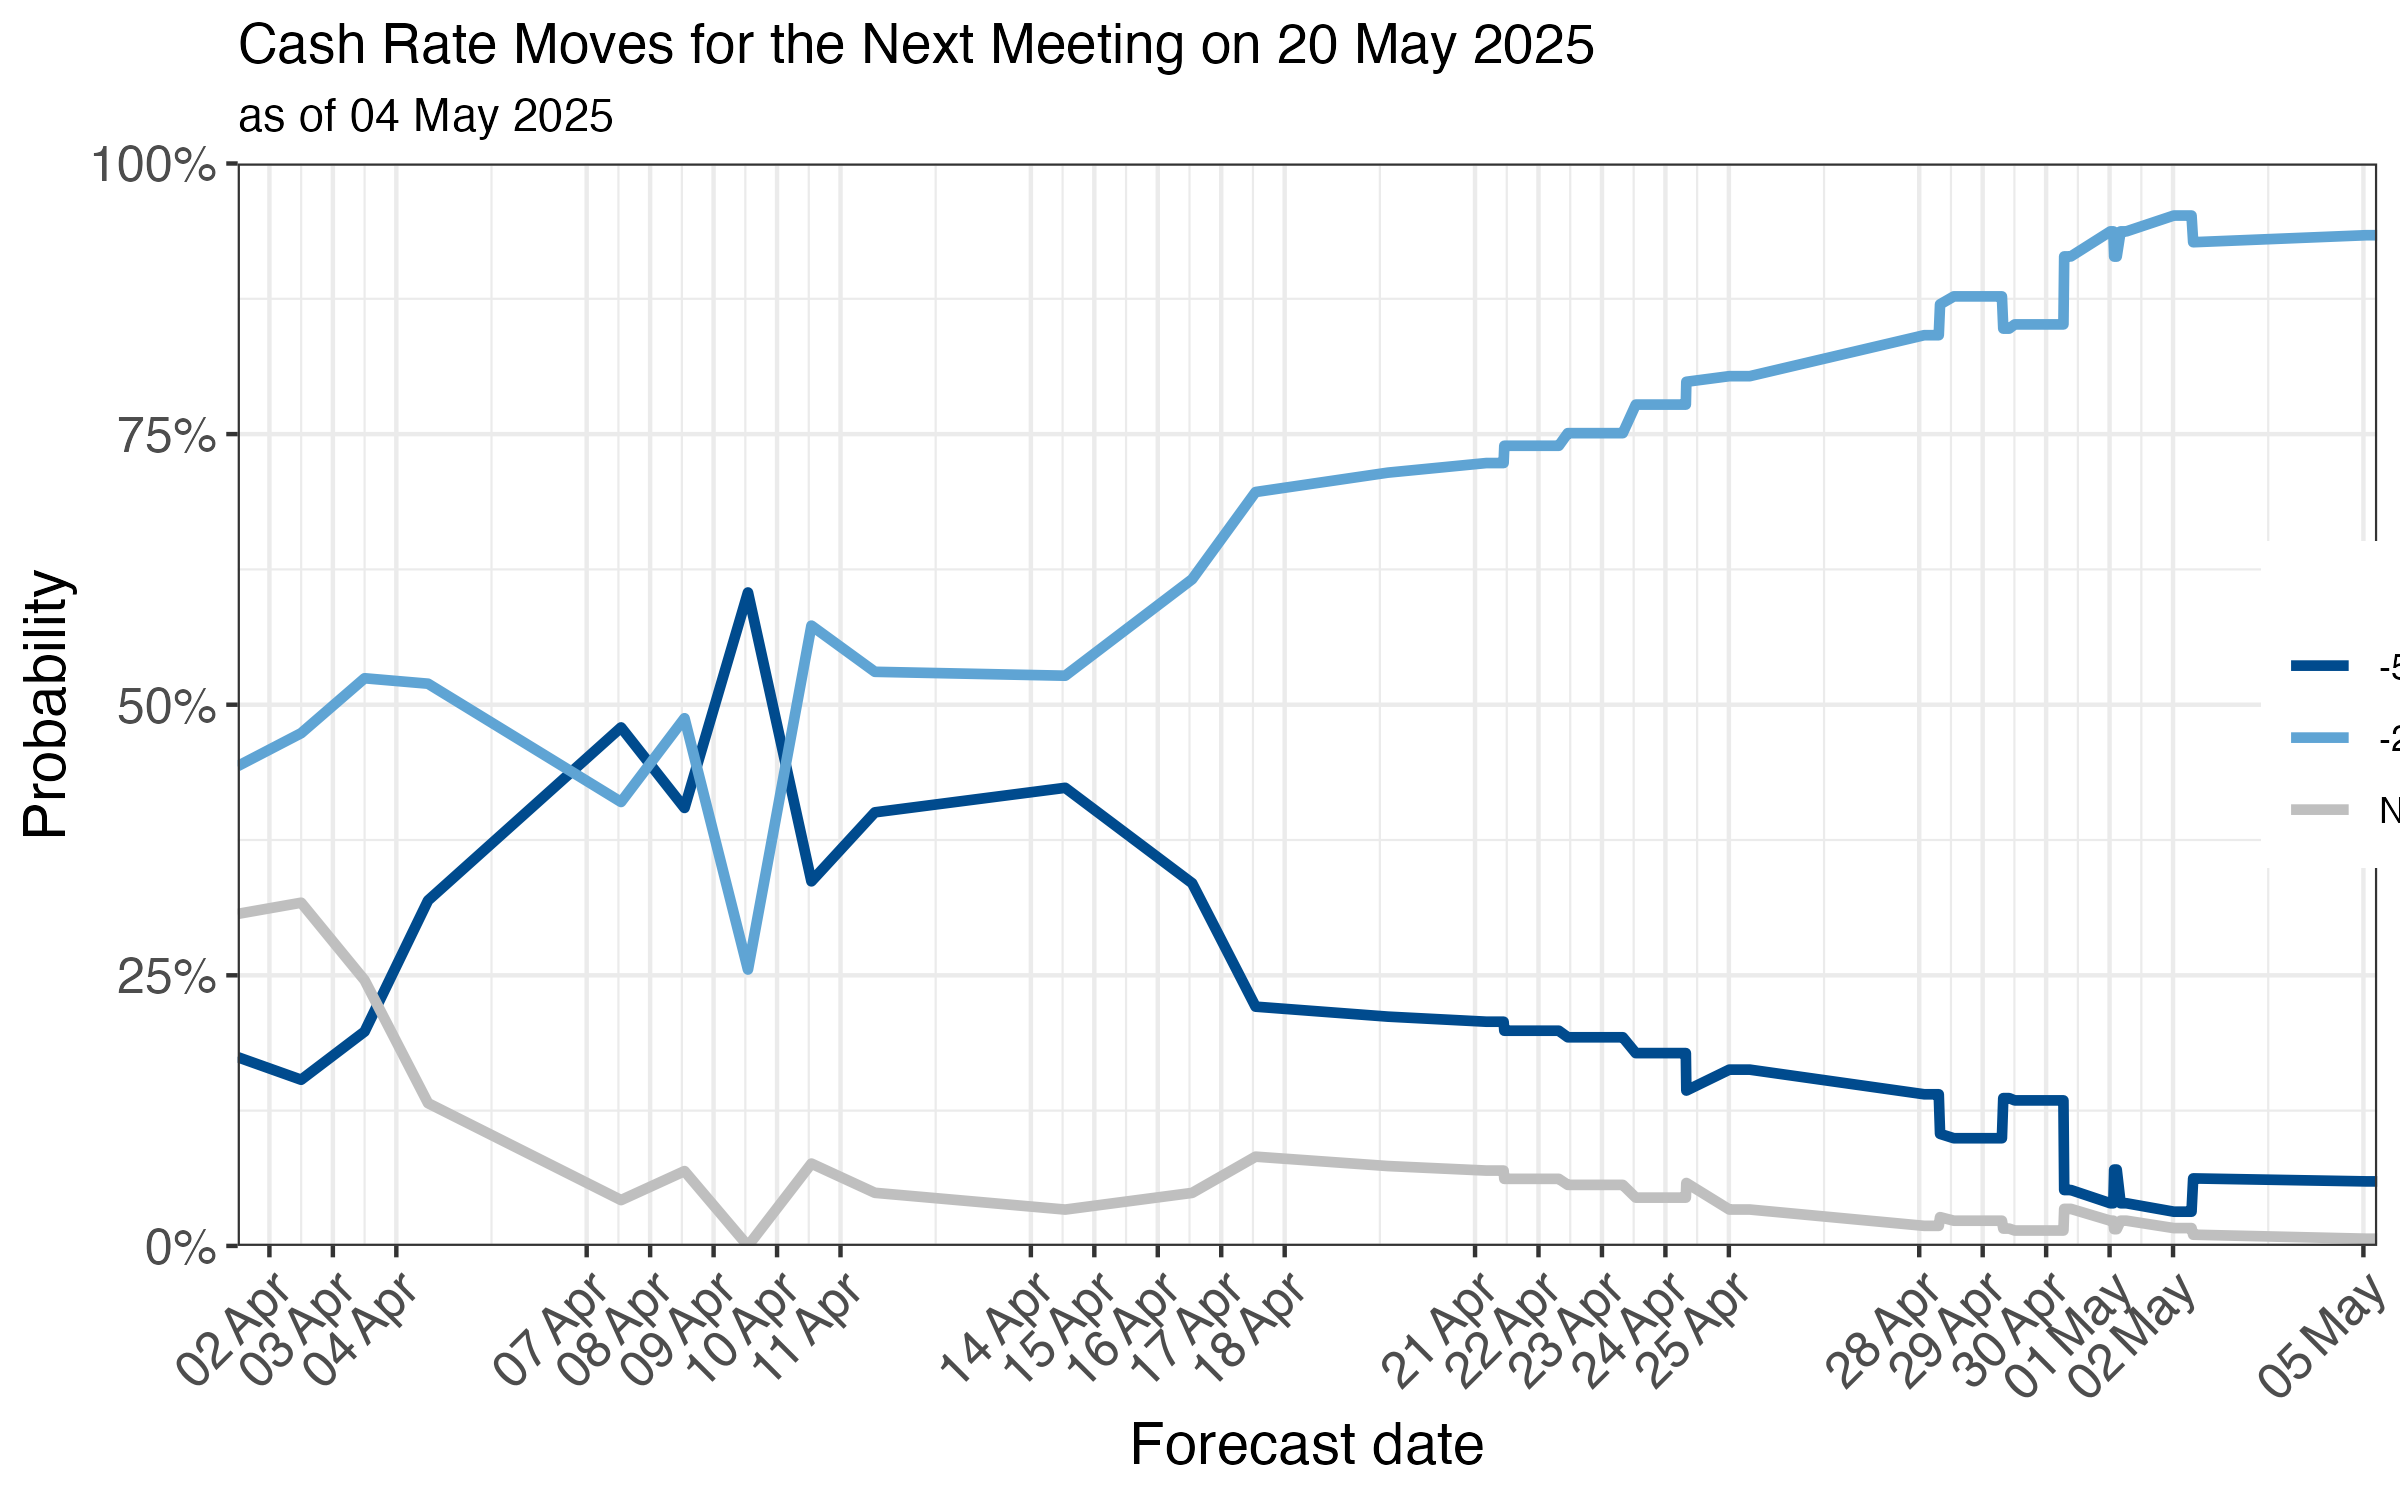 Cash Rate Moves for the Next Meeting on 20 May 2025
as of 04 May 2025
100%
75%
50%
25%
0%
Probability
-5
-2
N
02 Apr
03 Apr
04 Apr
07 Apr
08 Apr
09 Apr
10 Apr
11 Apr
14 Apr
15 Apr
16 Apr
17 Apr
18 Apr
21 Apr
22 Apr
23 Apr
24 Apr
25 Apr
28 Apr
29 Apr
30 Apr
01 May
02 May
05 May
Forecast date